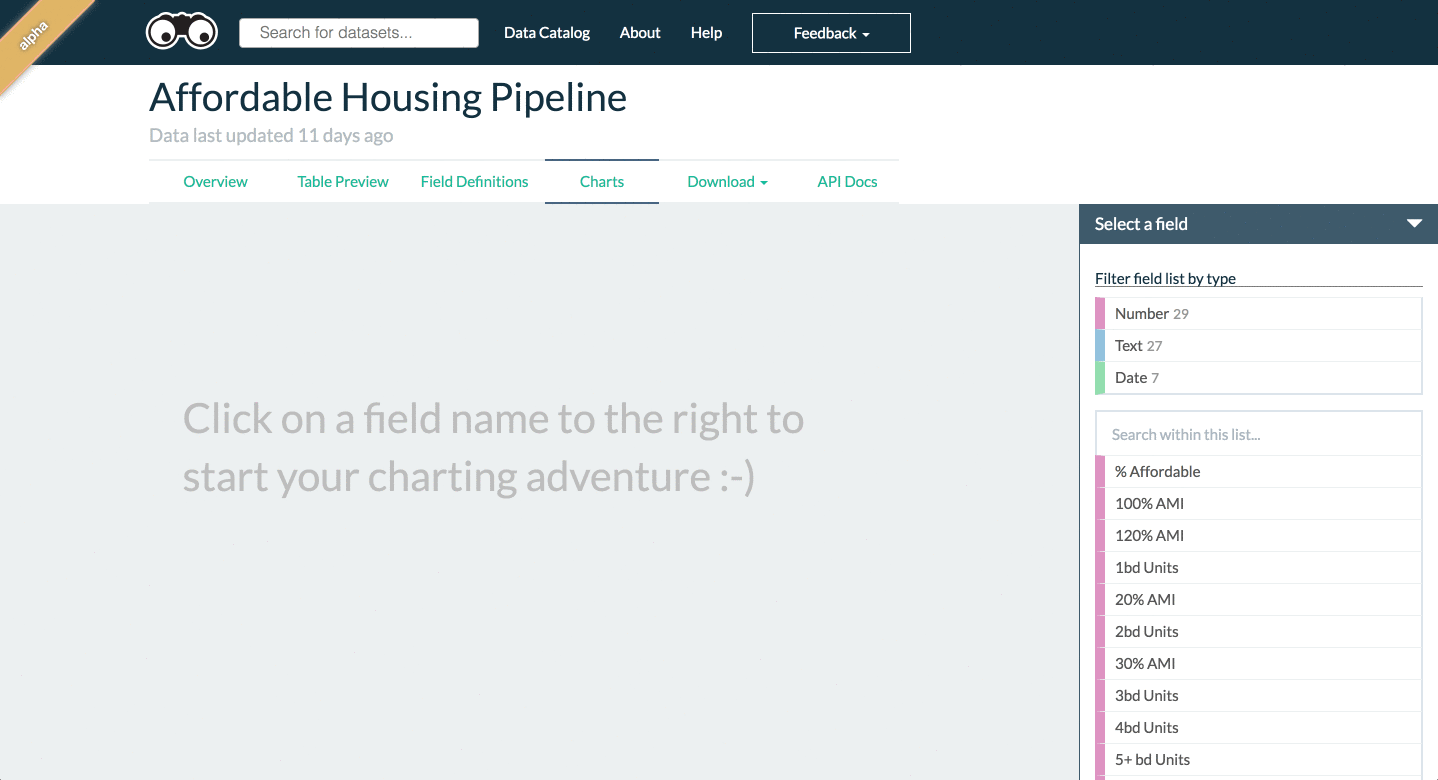 alpha
Search for datasets...
Data Catalog
About
Help
Feedback
Affordable Housing Pipeline
Data last updated 11 days ago
Overview
Table Preview
Field Definitions
Charts
Download
API Docs
Click on a field name to the right to
start your charting adventure :-)
Select a field
Filter field list by type
Number 29
Text 27
Date 7
Search within this list...
% Affordable
100% AMI
120% AMI
1bd Units
20% AMI
2bd Units
30% AMI
3bd Units
4bd Units
5+ bd Units